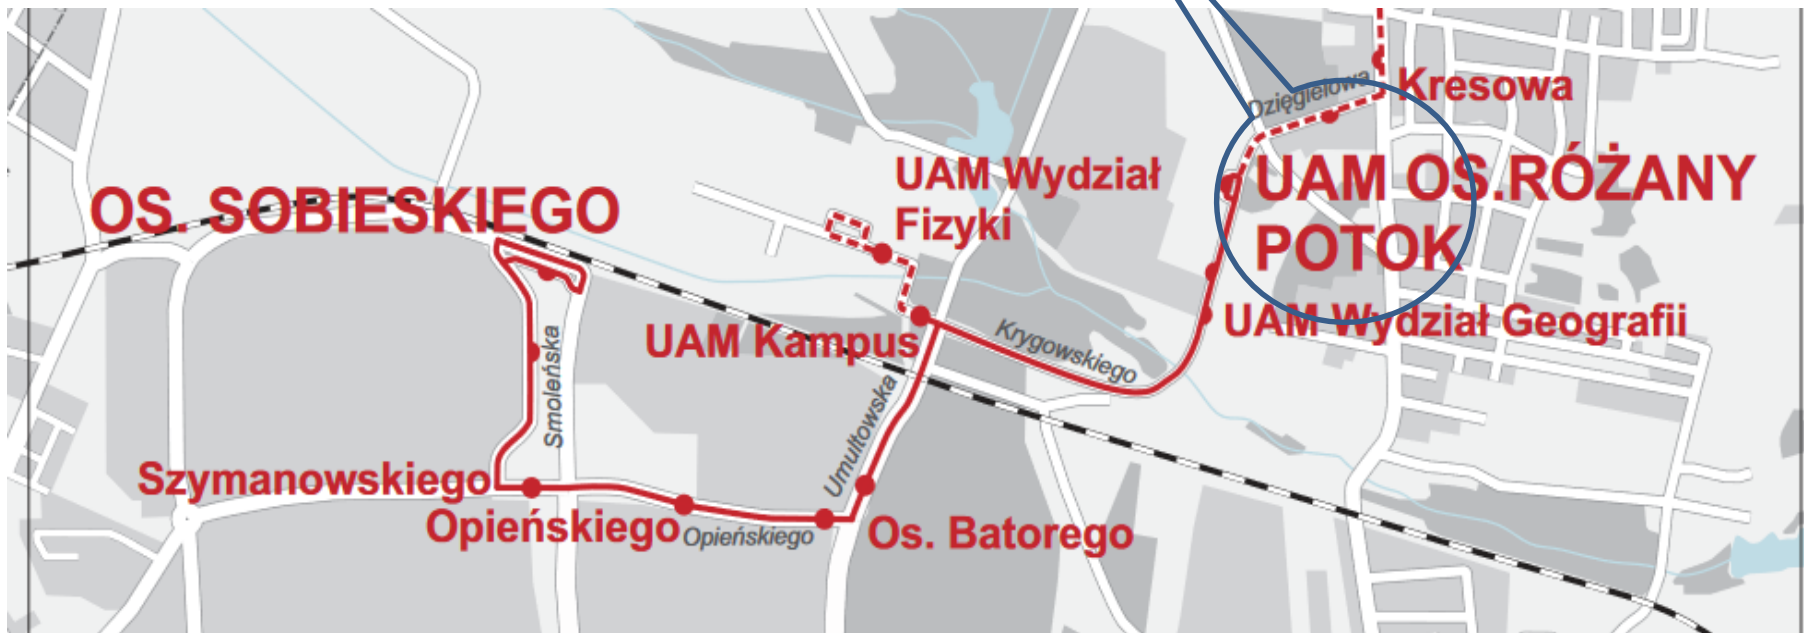 Dzięgielowa
Kresowa
UAM Wydział
Fizyki
UAM OS.RÓŻANY
POTOK
OS. SOBIESKIEGO
UAM Kampus
Krygowskiego
UAM Wydział Geografii
Smoleńska
Umultowska
Szymanowskiego
Opieńskiego
Opieńskiego
Os. Batorego